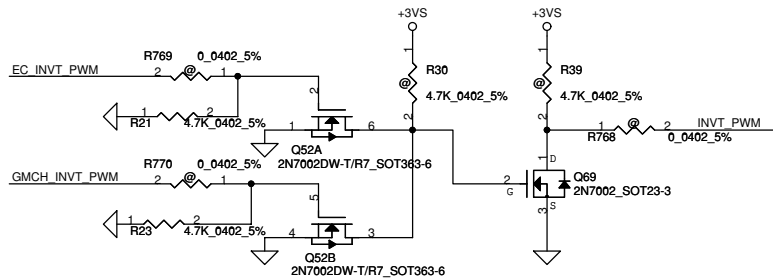 +3VS
+3VS
R769
0_0402_5%
EC_INVT_PWM
2
@
1
1
R30
@
4.7K_0402_5%
2
1
R39
@
4.7K_0402_5%
2
2
1
2
R21
4.7K_0402_5%
1
6
Q52A
2N7002DW-T/R7_SOT363-6
INVT_PWM
1
@
2
R768
0_0402_5%
R770
0_0402_5%
GMCH_INVT_PWM
2
@
1
1
D
2
G
Q69
2N7002_SOT23-3
S
3
5
1
2
R23
4.7K_0402_5%
4
3
Q52B
2N7002DW-T/R7_SOT363-6